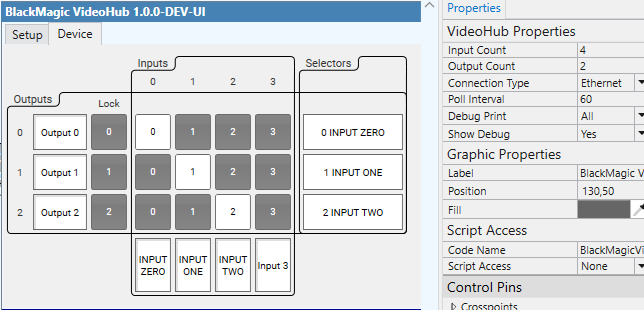 BlackMagic VideoHub 1.0.0-DEV-UI
Setup
Device
Inputs
Selectors
0 1 2 3
Outputs
Lock
0 Output 0 0 0 1 2 3 0 INPUT ZERO
1 Output 1 1 0 1 2 3 1 INPUT ONE
2 Output 2 2 0 1 2 3 2 INPUT TWO
INPUT ZERO
INPUT ONE
INPUT TWO
Input 3
Properties
VideoHub Properties
Input Count 4
Output Count 2
Connection Type Ethernet
Poll Interval 60
Debug Print All
Show Debug Yes
Graphic Properties
Label BlackMagic V
Position 130,50
Fill
Script Access
Code Name BlackMagicVi
Script Access None
Control Pins
Crosspoints